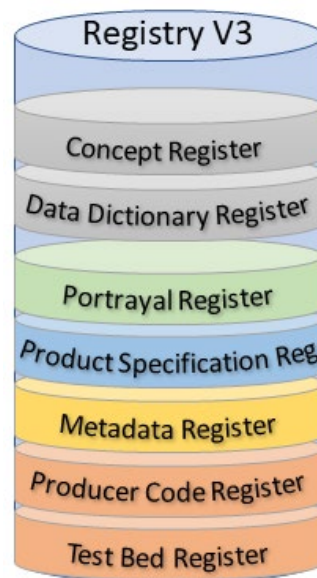 Registry V3
Concept Register
Data Dictionary Register
Portrayal Register
Product Specification Reg
Metadata Register
Producer Code Register
Test Bed Register